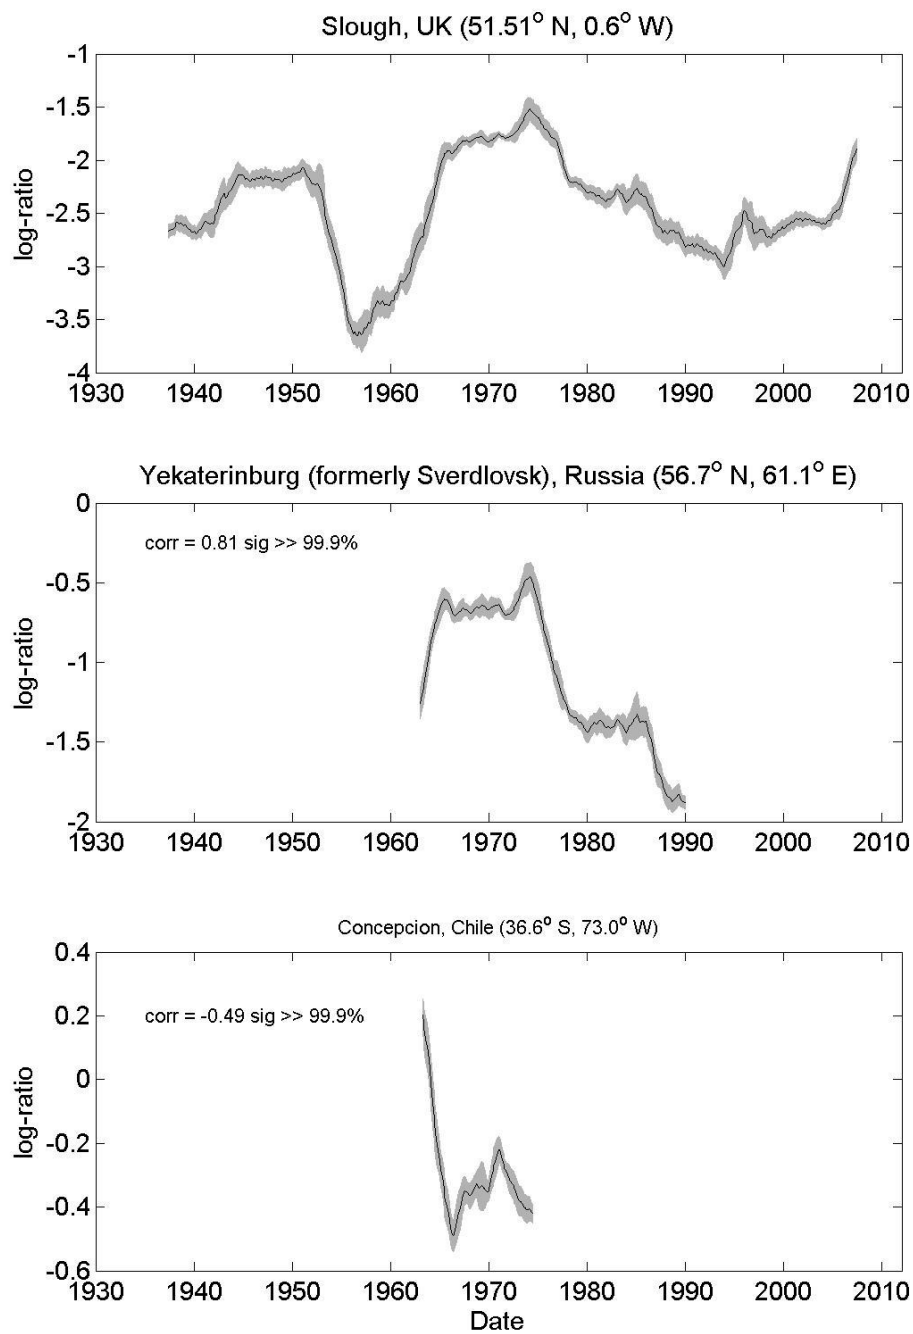 Slough, UK (51.51° N, 0.6° W)
-1
-1.5
-2
-2.5
-3
-3.5
-4
log-ratio
1930 1940 1950 1960 1970 1980 1990 2000 2010
Yekaterinburg (formerly Sverdlovsk), Russia (56.7° N, 61.1° E)
0
corr = 0.81 sig >> 99.9%
-0.5
-1
-1.5
-2
log-ratio
1930 1940 1950 1960 1970 1980 1990 2000 2010
Concepcion, Chile (36.6° S, 73.0° W)
0.4
corr = -0.49 sig >> 99.9%
0.2
0
-0.2
-0.4
-0.6
log-ratio
1930 1940 1950 1960 1970 1980 1990 2000 2010
Date